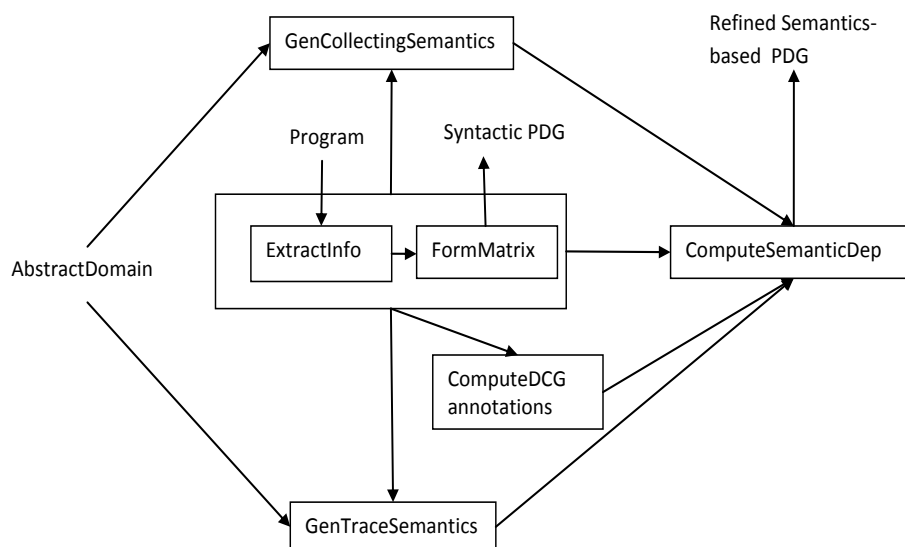 Refined Semantics-
based PDG
GenCollectingSemantics
Program
Syntactic PDG
ExtractInfo
FormMatrix
ComputeSemanticDep
AbstractDomain
ComputeDCG
annotations
GenTraceSemantics